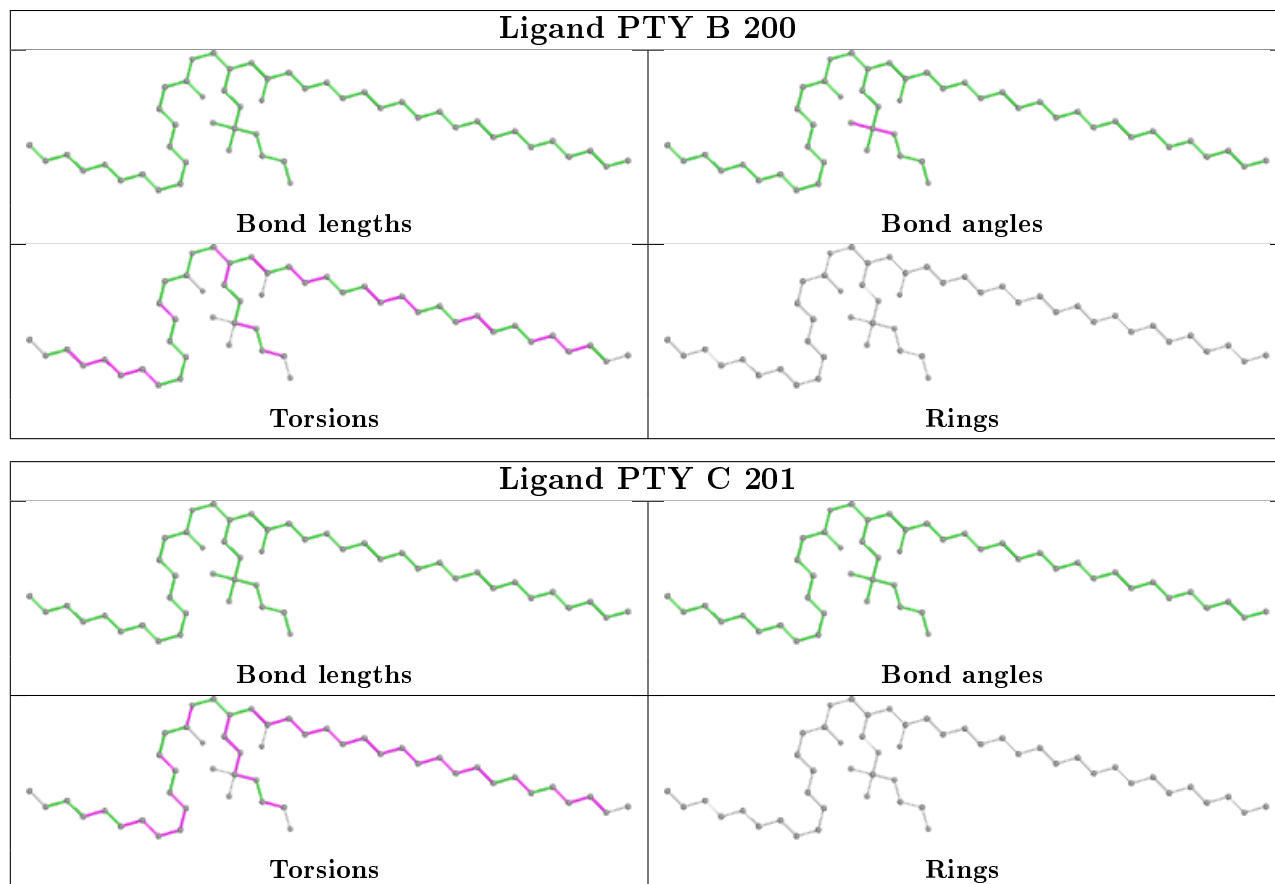 Ligand PTY B 200
Bond lengths
Bond angles
Torsions
Rings
Ligand PTY C 201
Bond lengths
Bond angles
Torsions
Rings